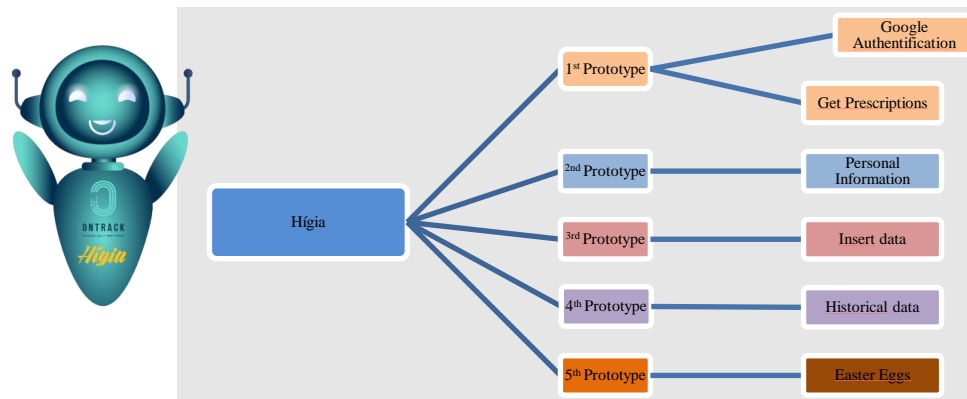 ONTRACK
Hígia
Hígia
1st Prototype
Google
Authentification
Get Prescriptions
2nd Prototype
Personal
Information
3rd Prototype
Insert data
4th Prototype
Historical data
5th Prototype
Easter Eggs